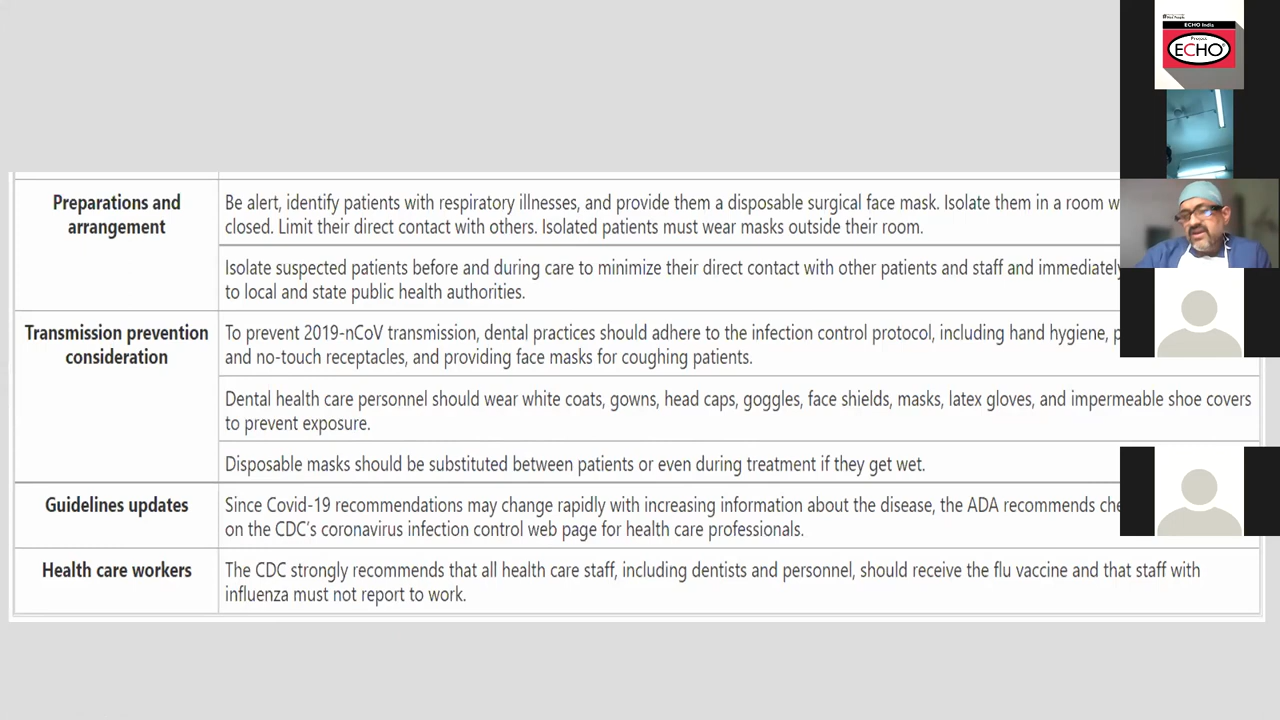 ECHO India
Project
ECHO
Preparations and
arrangement
Be alert, identify patients with respiratory illnesses, and provide them a disposable surgical face mask. Isolate them in a room
closed. Limit their direct contact with others. Isolated patients must wear masks outside their room.
Isolate suspected patients before and during care to minimize their direct contact with other patients and staff and immediately
to local and state public health authorities.
Transmission prevention
consideration
To prevent 2019-nCoV transmission, dental practices should adhere to the infection control protocol, including hand hygiene,
and no-touch receptacles, and providing face masks for coughing patients.
Dental health care personnel should wear white coats, gowns, head caps, goggles, face shields, masks, latex gloves, and impermeable shoe covers
to prevent exposure.
Disposable masks should be substituted between patients or even during treatment if they get wet.
Guidelines updates
Since Covid-19 recommendations may change rapidly with increasing information about the disease, the ADA recommends
on the CDC's coronavirus infection control web page for health care professionals.
Health care workers
The CDC strongly recommends that all health care staff, including dentists and personnel, should receive the flu vaccine and that staff with
influenza must not report to work.